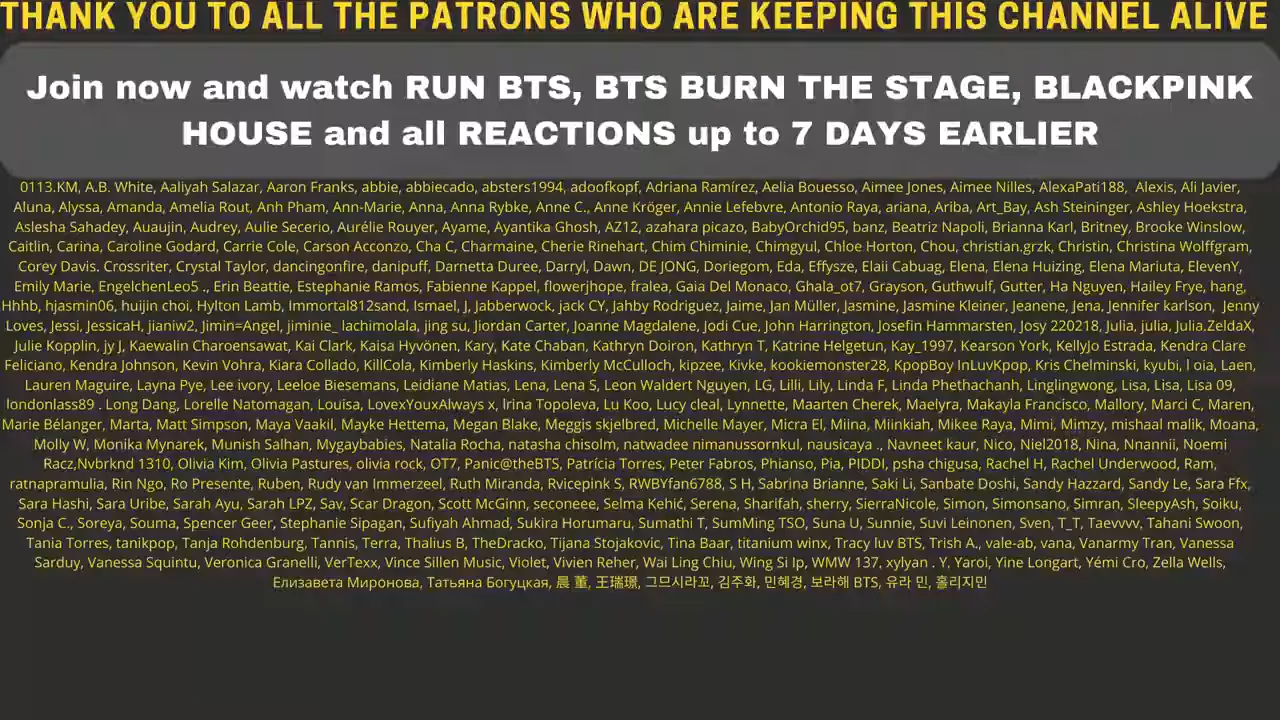 THANK YOU TO ALL THE PATRONS WHO ARE KEEPING THIS CHANNEL ALIVE
Join now and watch RUN BTS, BTS BURN THE STAGE, BLACKPINK
HOUSE and all REACTIONS up to 7 DAYS EARLIER
0113.KM, A.B. White, Aaliyah Salazar, Aaron Franks, abbie, abbiecado, absters1994, adoofkopf, Adriana Ramírez, Aelia Bouesso, Aimee Jones, Aimee Nilles, AlexaPati188, Alexis, Ali Javier,
Aluna, Alyssa, Amanda, Amelia Rout, Anh Pham, Ann-Marie, Anna, Anna Rybke, Anne C., Anne Kröger, Annie Lefebvre, Antonio Raya, ariana, Ariba, Art_Bay, Ash Steininger, Ashley Hoekstra,
Aslesha Sahadey, Auaujin, Audrey, Aulie Secerio, Aurélie Rouyer, Ayame, Ayantika Ghosh, AZ12, azahara picazo, BabyOrchid95, banz, Beatriz Napoli, Brianna Karl, Britney, Brooke Winslow,
Caitlin, Carina, Caroline Godard, Carrie Cole, Carson Acconzo, Cha C, Charmaine, Cherie Rinehart, Chim Chiminie, Chimgyul, Chloe Horton, Chou, christian.grzk, Christin, Christina Wolffgram,
Corey Davis. Crossriter, Crystal Taylor, dancingonfire, danipuff, Darnetta Duree, Darryl, Dawn, DE JONG, Doriegom, Eda, Effysze, Elaii Cabuag, Elena, Elena Huizing, Elena Mariuta, ElevenY,
Emily Marie, EngelchenLeo5 ., Erin Beattie, Estephanie Ramos, Fabienne Kappel, flowerjhope, fralea, Gaia Del Monaco, Ghala_ot7, Grayson, Guthwulf, Gutter, Ha Nguyen, Hailey Frye, hang,
Hhhb, hjasmin06, huijin choi, Hylton Lamb, Immortal812sand, Ismael, J, Jabberwock, jack CY, Jahby Rodriguez, Jaime, Jan Müller, Jasmine, Jasmine Kleiner, Jeanene, Jena, Jennifer karlson, Jenny
Loves, Jessi, JessicaH, jianiw2, Jimin=Angel, jiminie_ lachimolala, jing su, Jiordan Carter, Joanne Magdalene, Jodi Cue, John Harrington, Josefin Hammarsten, Josy 220218, Julia, julia, Julia.ZeldaX,
Julie Kopplin, jy J, Kaewalin Charoensawat, Kai Clark, Kaisa Hyvönen, Kary, Kate Chaban, Kathryn Doiron, Kathryn T, Katrine Helgetun, Kay_1997, Kearson York, KellyJo Estrada, Kendra Clare
Feliciano, Kendra Johnson, Kevin Vohra, Kiara Collado, KillCola, Kimberly Haskins, Kimberly McCulloch, kipzee, Kivke, kookiemonster28, KpopBoy InLuvKpop, Kris Chelminski, kyubi, l oia, Laen,
Lauren Maguire, Layna Pye, Lee ivory, Leeloe Biesemans, Leidiane Matias, Lena, Lena S, Leon Waldert Nguyen, LG, Lilli, Lily, Linda F, Linda Phethachanh, Linglingwong, Lisa, Lisa, Lisa 09,
londonlass89 . Long Dang, Lorelle Natomagan, Louisa, LovexYouxAlways x, lrina Topoleva, Lu Koo, Lucy cleal, Lynnette, Maarten Cherek, Maelyra, Makayla Francisco, Mallory, Marci C, Maren,
Marie Bélanger, Marta, Matt Simpson, Maya Vaakil, Mayke Hettema, Megan Blake, Meggis skjelbred, Michelle Mayer, Micra El, Miina, Miinkiah, Mikee Raya, Mimi, Mimzy, mishaal malik, Moana,
Molly W, Monika Mynarek, Munish Salhan, Mygaybabies, Natalia Rocha, natasha chisolm, natwadee nimanussornkul, nausicaya ., Navneet kaur, Nico, Niel2018, Nina, Nnannii, Noemi
Racz,Nvbrknd 1310, Olivia Kim, Olivia Pastures, olivia rock, OT7, Panic@theBTS, Patrícia Torres, Peter Fabros, Phianso, Pia, PIDDI, psha chigusa, Rachel H, Rachel Underwood, Ram,
ratnapramulia, Rin Ngo, Ro Presente, Ruben, Rudy van Immerzeel, Ruth Miranda, Rvicepink S, RWBYfan6788, S H, Sabrina Brianne, Saki Li, Sanbate Doshi, Sandy Hazzard, Sandy Le, Sara Ffx,
Sara Hashi, Sara Uribe, Sarah Ayu, Sarah LPZ, Sav, Scar Dragon, Scott McGinn, seconeee, Selma Kehić, Serena, Sharifah, sherry, SierraNicole, Simon, Simonsano, Simran, SleepyAsh, Soiku,
Sonja C., Soreya, Souma, Spencer Geer, Stephanie Sipagan, Sufiyah Ahmad, Sukira Horumaru, Sumathi T, SumMing TSO, Suna U, Sunnie, Suvi Leinonen, Sven, T_T, Taevvvv, Tahani Swoon,
Tania Torres, tanikpop, Tanja Rohdenburg, Tannis, Terra, Thalius B, TheDracko, Tijana Stojakovic, Tina Baar, titanium winx, Tracy luv BTS, Trish A., vale-ab, vana, Vanarmy Tran, Vanessa
Sarduy, Vanessa Squintu, Veronica Granelli, VerTexx, Vince Sillen Music, Violet, Vivien Reher, Wai Ling Chiu, Wing Si Ip, WMW 137, xylyan . Y, Yaroi, Yine Longart, Yémi Cro, Zella Wells,
Елизавета Миронова, Татьяна Богуцкая, 晨 董, 王瑞璟, 그므시라꼬, 김주화, 민혜경, 보라해 BTS, 유라 민, 홀리지민